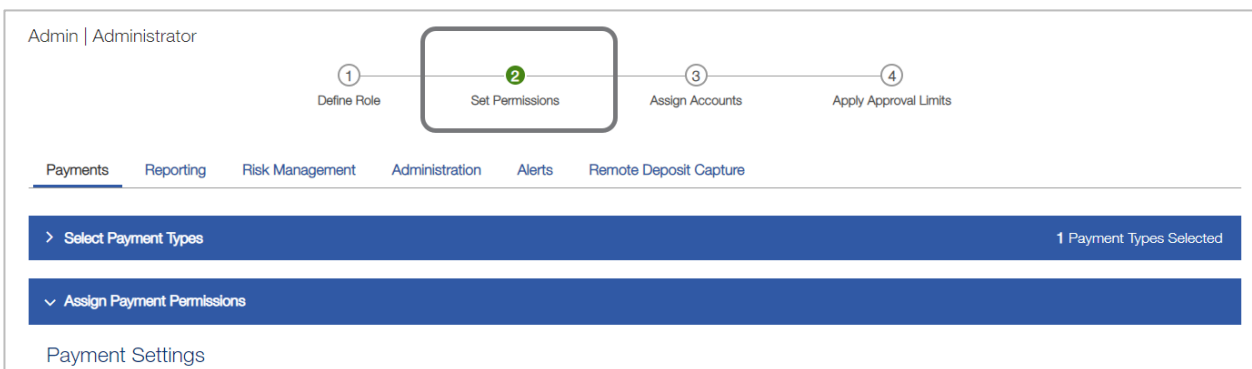 Admin | Administrator
1 2 3 4
Define Role Set Permissions Assign Accounts Apply Approval Limits
Payments Reporting Risk Management Administration Alerts Remote Deposit Capture
Select Payment Types 1 Payment Types Selected
Assign Payment Permissions
Payment Settings